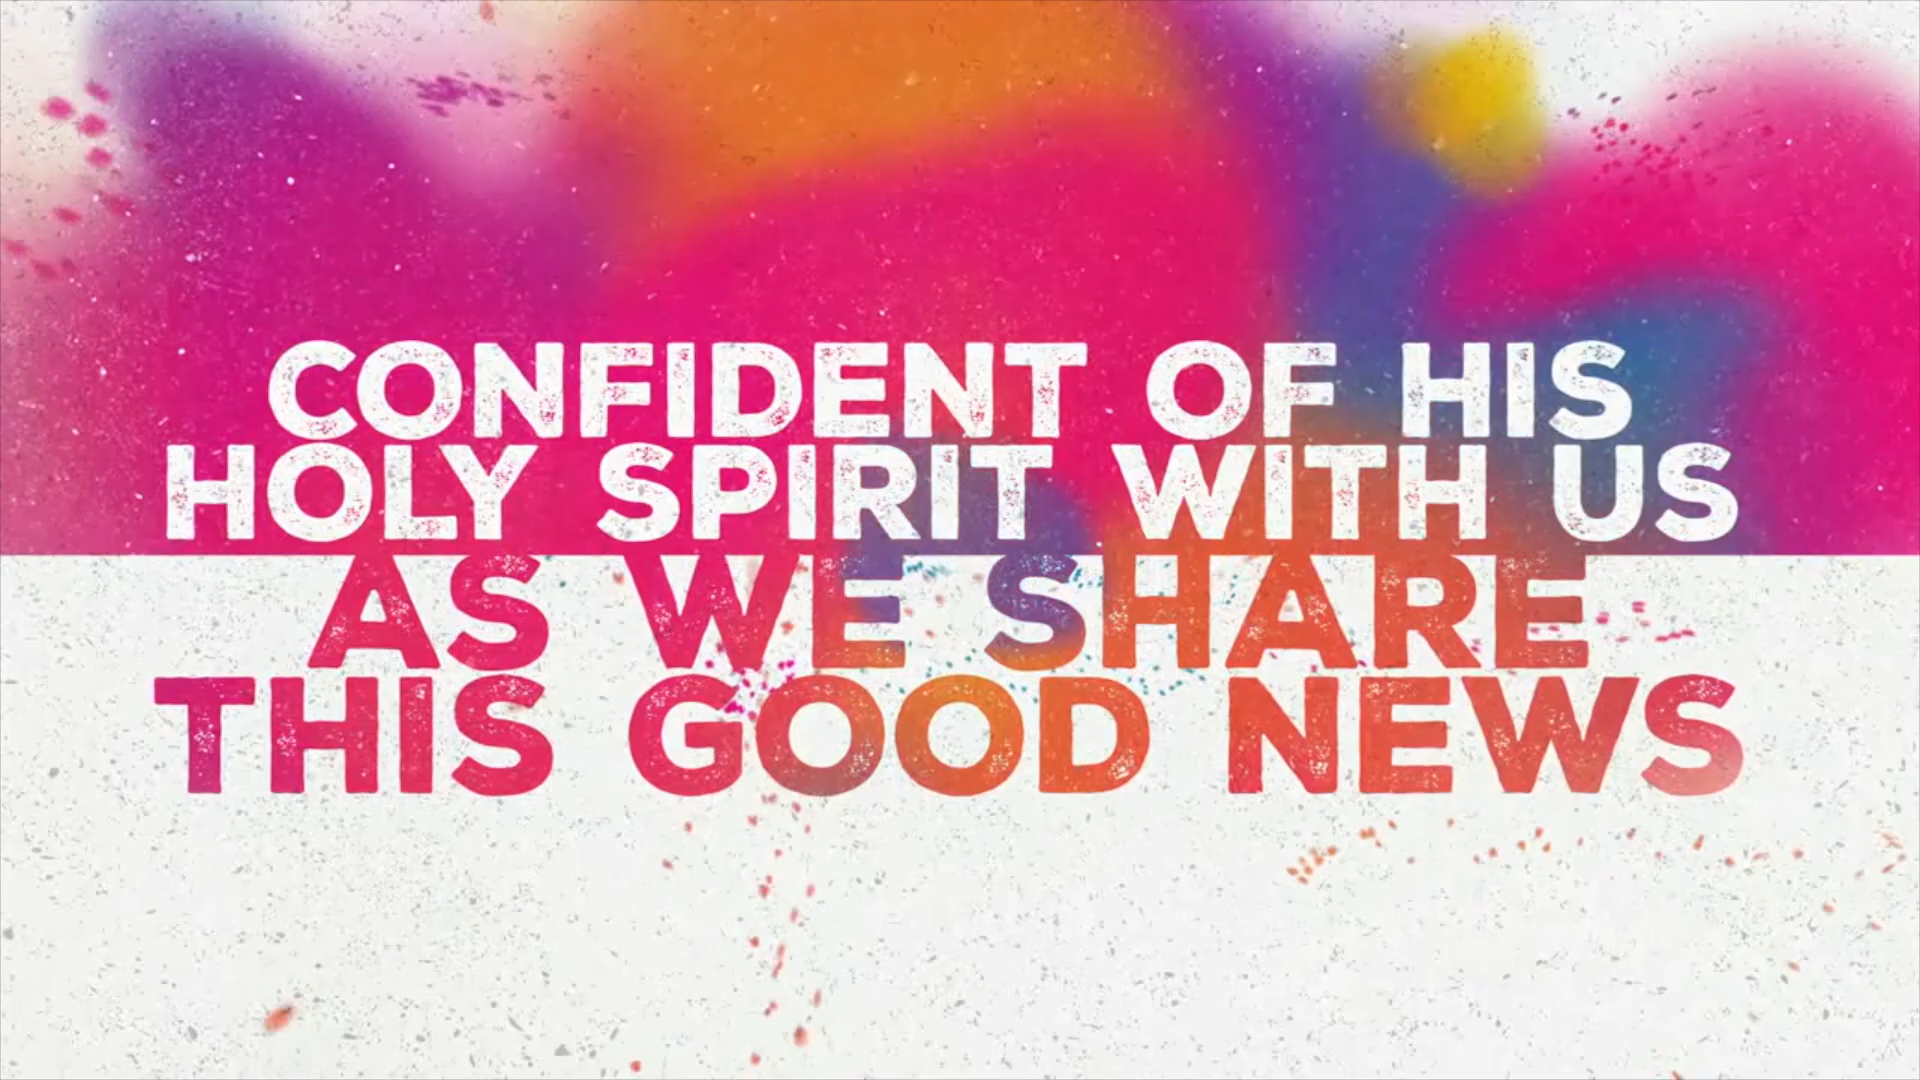 CONFIDENT OF HIS
HOLY SPIRIT WITH US
AS WE SHARE
THIS GOOD NEWS